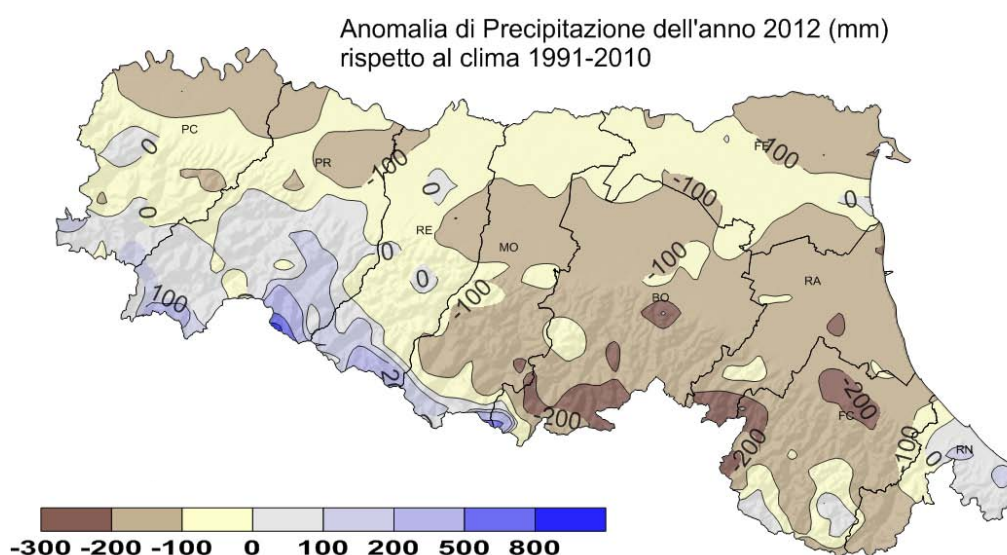 Anomalia di Precipitazione dell'anno 2012 (mm)
rispetto al clima 1991-2010
PC
0
FE
-100
PR
-100
0
-100
0
RE
0
MO
0
-100
RA
100
-100
BO
-200
-200
FC
-200
-100
0
RN
-300 -200 -100 0 100 200 500 800